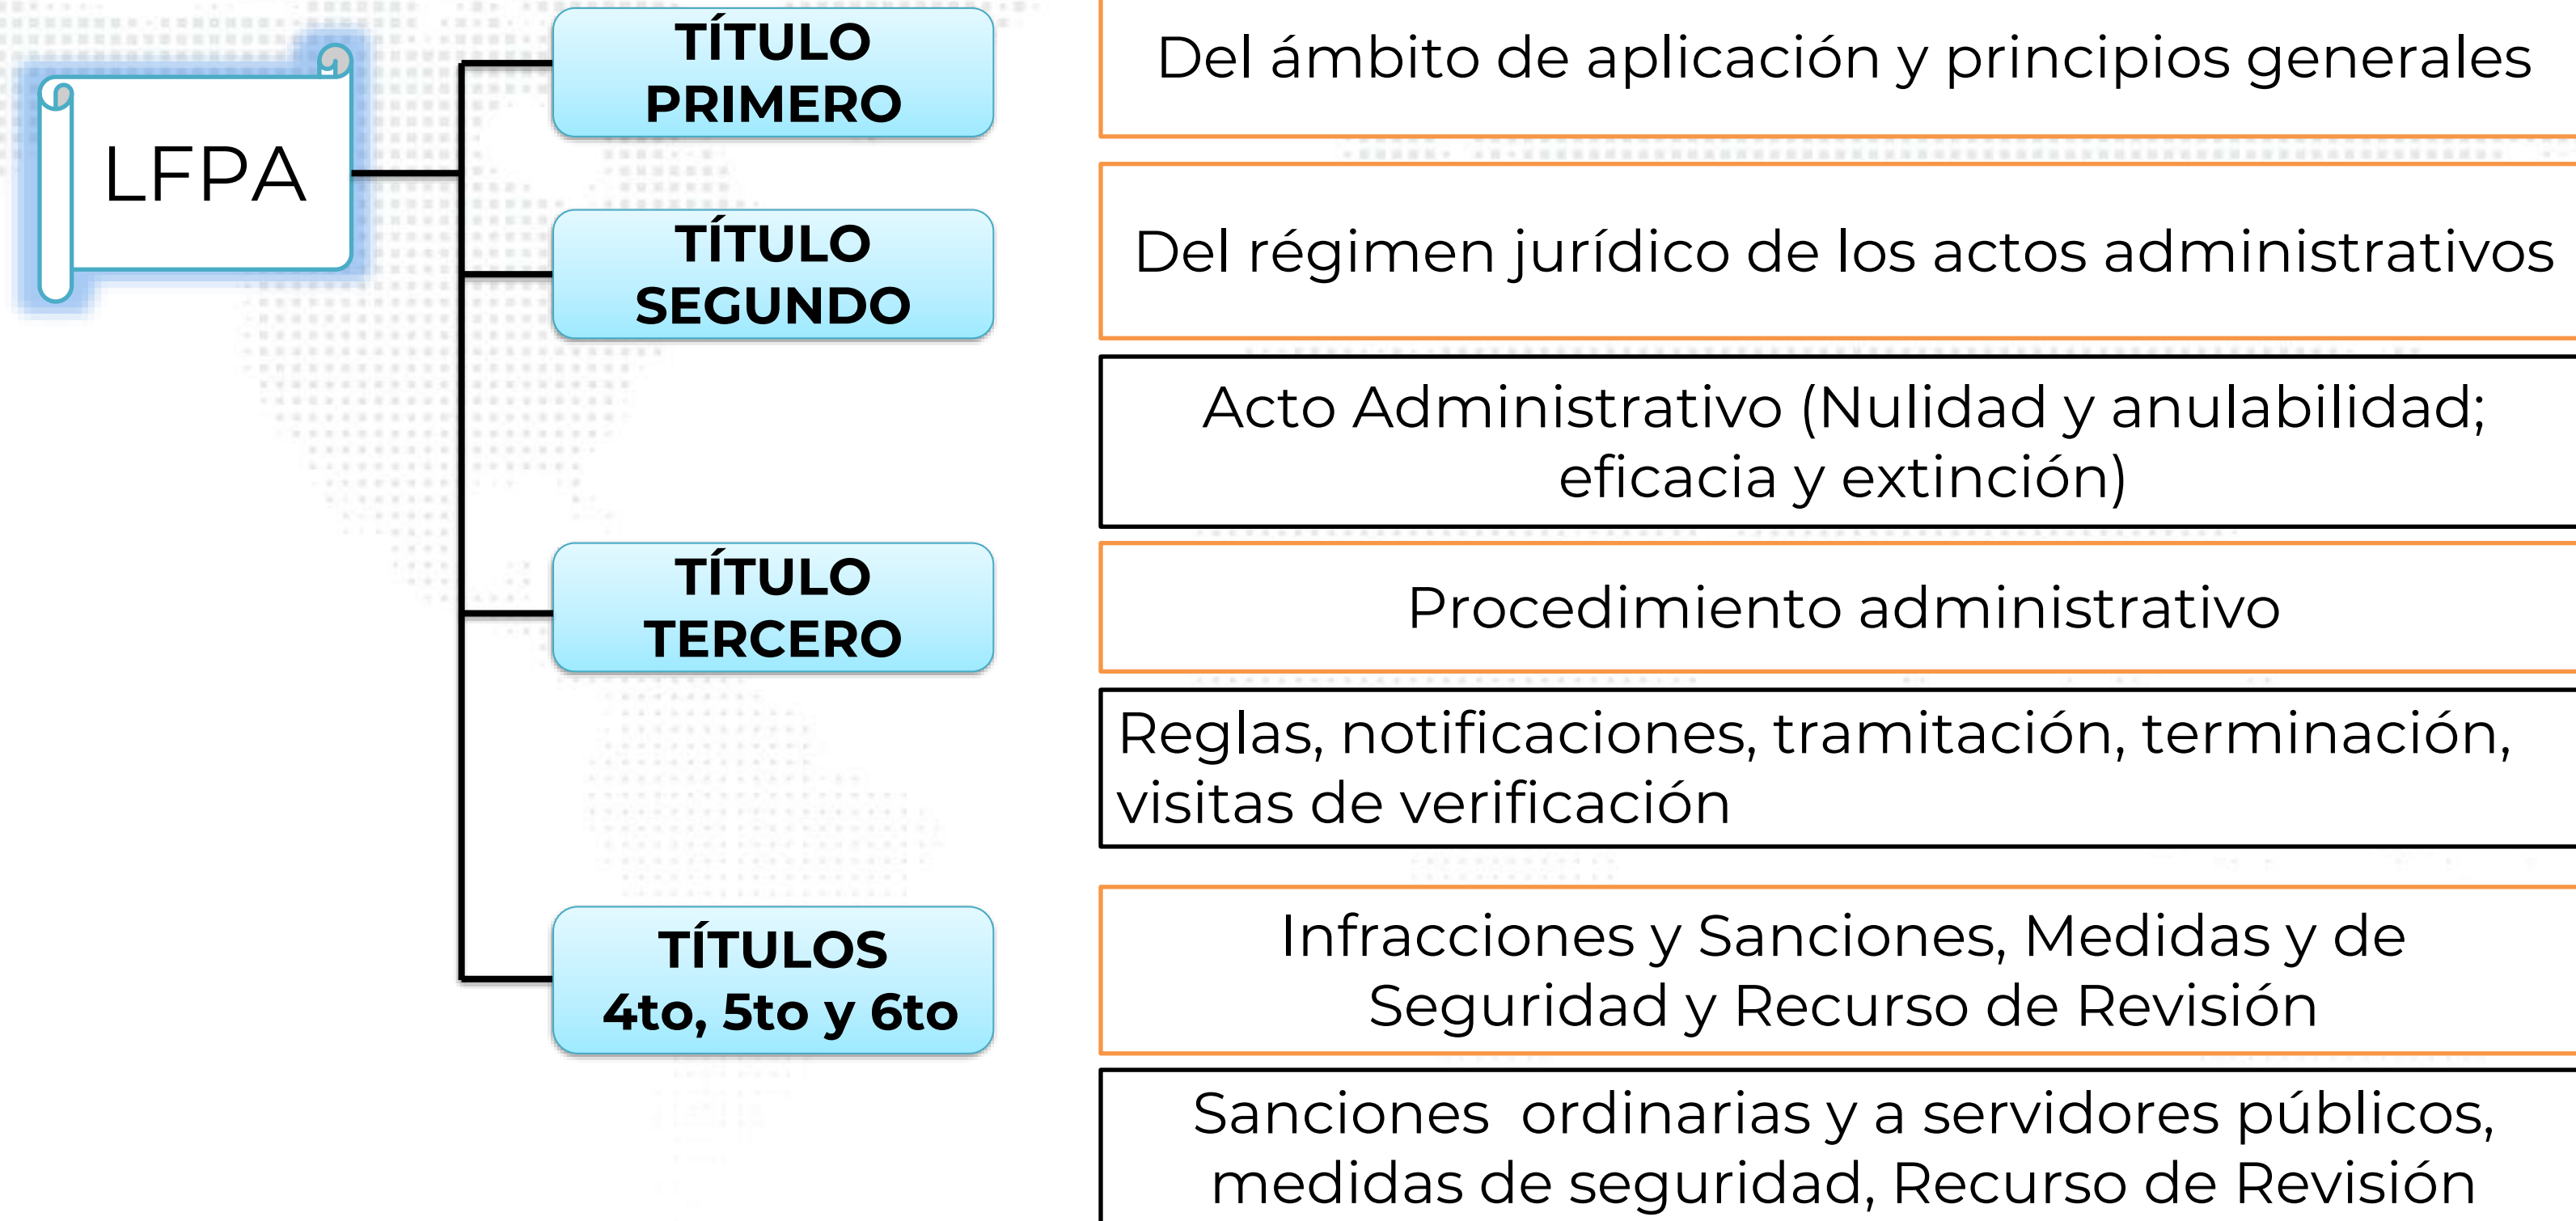 LFPA
TÍTULO
PRIMERO
Del ámbito de aplicación y principios generales
TÍTULO
SEGUNDO
Del régimen jurídico de los actos administrativos
Acto Administrativo (Nulidad y anulabilidad;
eficacia y extinción)
TÍTULO
TERCERO
Procedimiento administrativo
Reglas, notificaciones, tramitación, terminación,
visitas de verificación
TÍTULOS
4to, 5to y 6to
Infracciones y Sanciones, Medidas y de
Seguridad y Recurso de Revisión
Sanciones ordinarias y a servidores públicos,
medidas de seguridad, Recurso de Revisión